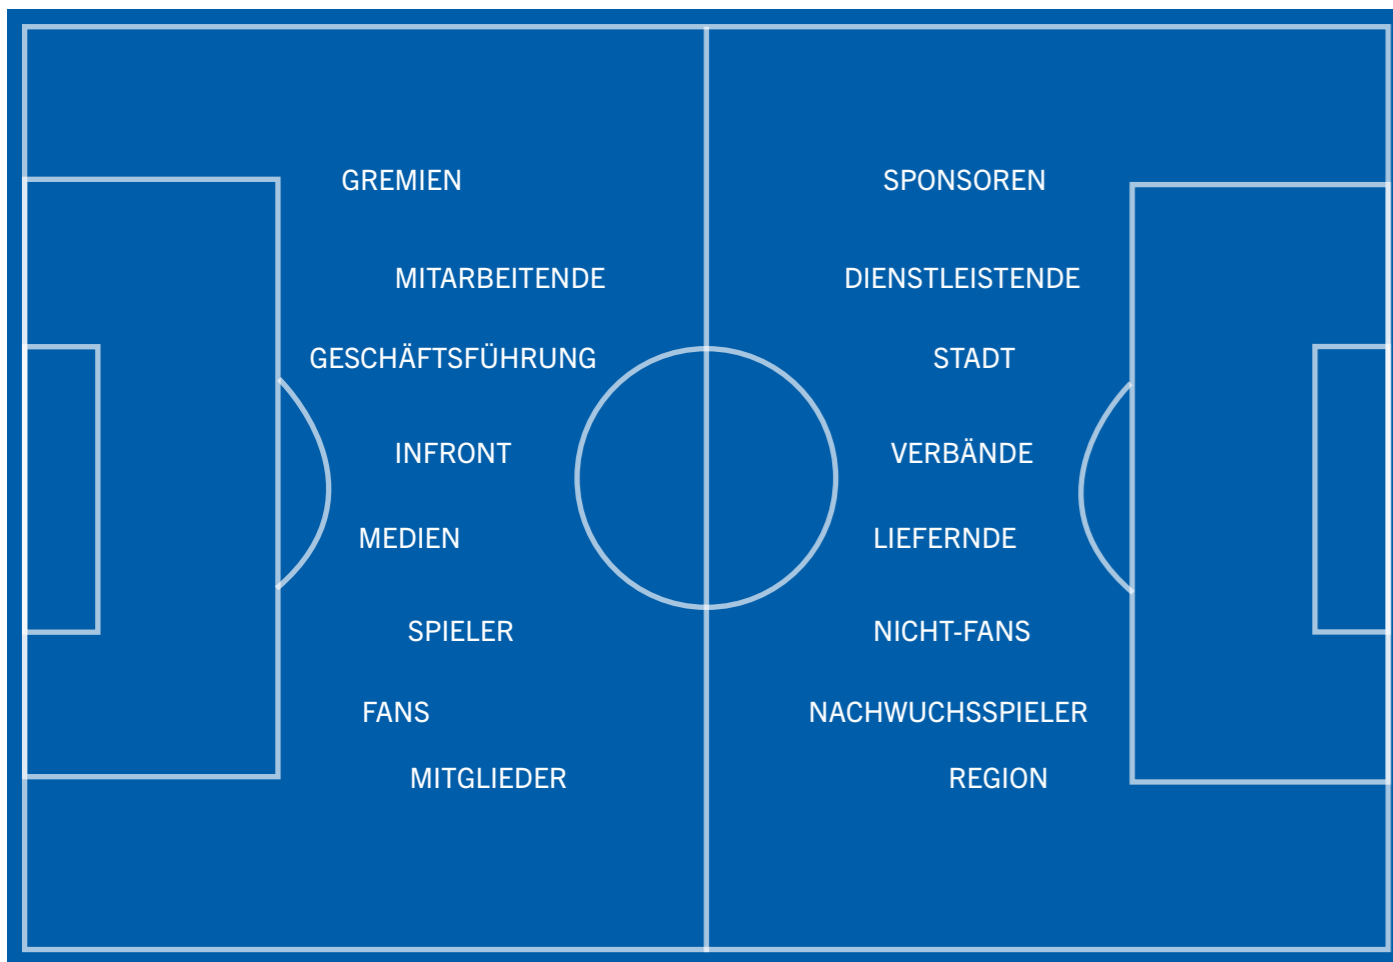 GREMIEN
MITARBEITENDE
GESCHÄFTSFÜHRUNG
INFRONT
MEDIEN
SPIELER
FANS
MITGLIEDER
SPONSOREN
DIENSTLEISTENDE
STADT
VERBÄNDE
LIEFERNDE
NICHT-FANS
NACHWUCHSSPIELER
REGION